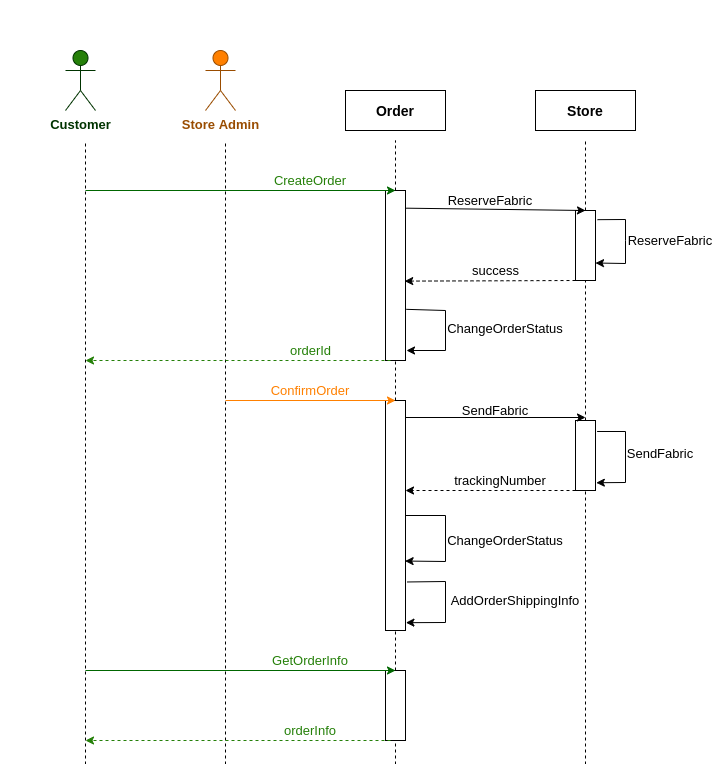 Customer
Store Admin
Order
Store
CreateOrder
ReserveFabric
ReserveFabric
success
ChangeOrderStatus
orderId
ConfirmOrder
SendFabric
SendFabric
trackingNumber
ChangeOrderStatus
AddOrderShippingInfo
GetOrderInfo
orderInfo